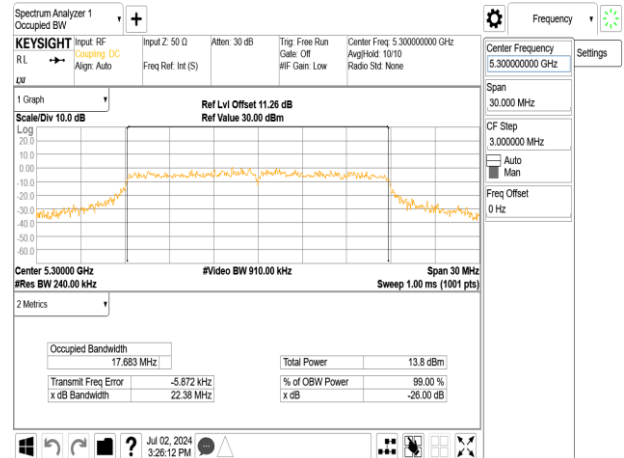 Spectrum Analyzer 1
Occupied BW
+
Frequency
Settings
KEYSIGHT
R L
LXI
Input: RF
Coupling: DC
Align: Auto
Input Z: 50 Ω
Freq Ref: Int (S)
Atten: 30 dB
Trig: Free Run
Gate: Off
#IF Gain: Low
Center Freq: 5.300000000 GHz
Avg|Hold: 10/10
Radio Std: None
Center Frequency
5.300000000 GHz
Span
30.000 MHz
CF Step
3.000000 MHz
Auto
Man
Freq Offset
0 Hz
1 Graph
Scale/Div 10.0 dB
Ref Lvl Offset 11.26 dB
Ref Value 30.00 dBm
Log
20.0
10.0
0.00
-10.0
-20.0
-30.0
-40.0
-50.0
-60.0
Center 5.30000 GHz
#Res BW 240.00 kHz
#Video BW 910.00 kHz
Span 30 MHz
Sweep 1.00 ms (1001 pts)
2 Metrics
Occupied Bandwidth
17.683 MHz
Transmit Freq Error -5.872 kHz
x dB Bandwidth 22.38 MHz
Total Power 13.8 dBm
% of OBW Power 99.00 %
x dB -26.00 dB
?
Jul 02, 2024
3:26:12 PM